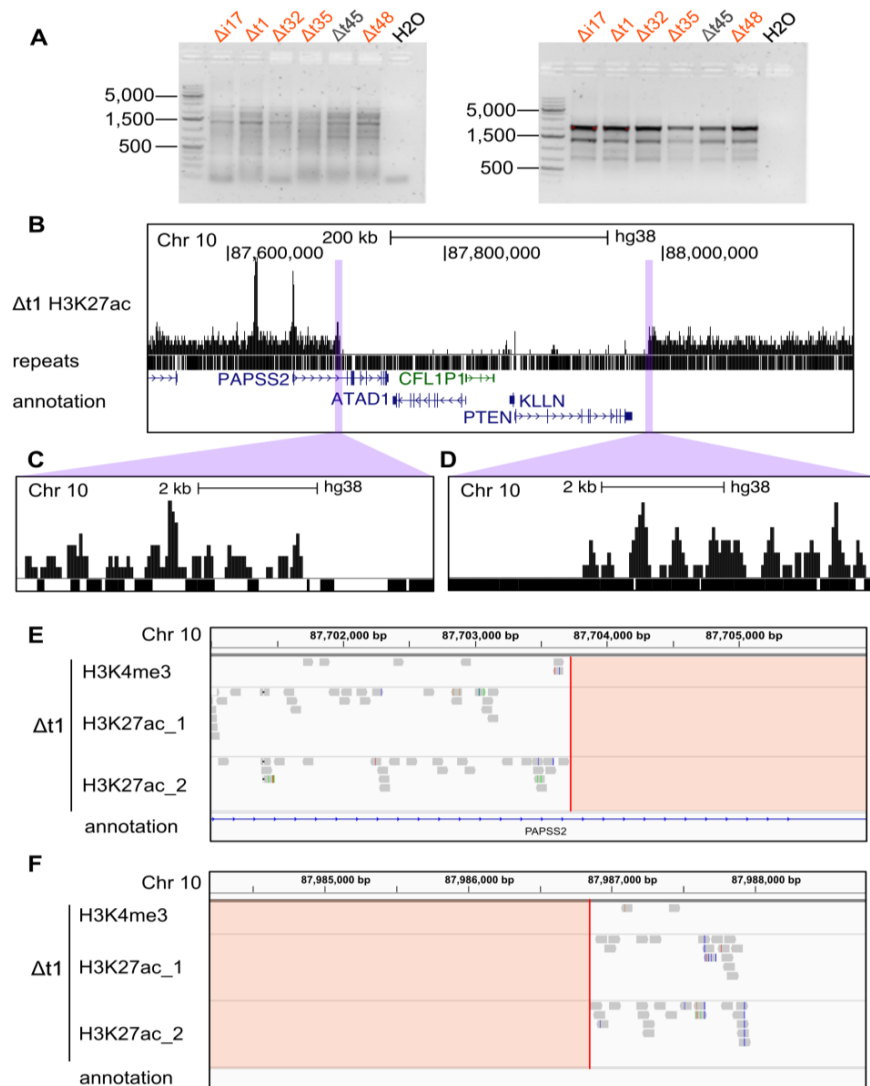 A
Δi17 Δt1 Δt32 Δt35 Δt45 Δt48 H2O
5,000
1,500
500
Δi17 Δt1 Δt32 Δt35 Δt45 Δt48 H2O
5,000
1,500
500
B
Chr 10 200 kb hg38
87,600,000 87,800,000 88,000,000
Δt1 H3K27ac
repeats
annotation
PAPSS2 CFL1P1
ATAD1 KLLN
PTEN
C
Chr 10 2 kb hg38
D
Chr 10 2 kb hg38
E
Chr 10 87,702,000 bp 87,703,000 bp 87,704,000 bp 87,705,000 bp
Δt1
H3K4me3
H3K27ac_1
H3K27ac_2
annotation
PAPSS2
F
Chr 10 87,985,000 bp 87,986,000 bp 87,987,000 bp 87,988,000 bp
Δt1
H3K4me3
H3K27ac_1
H3K27ac_2
annotation